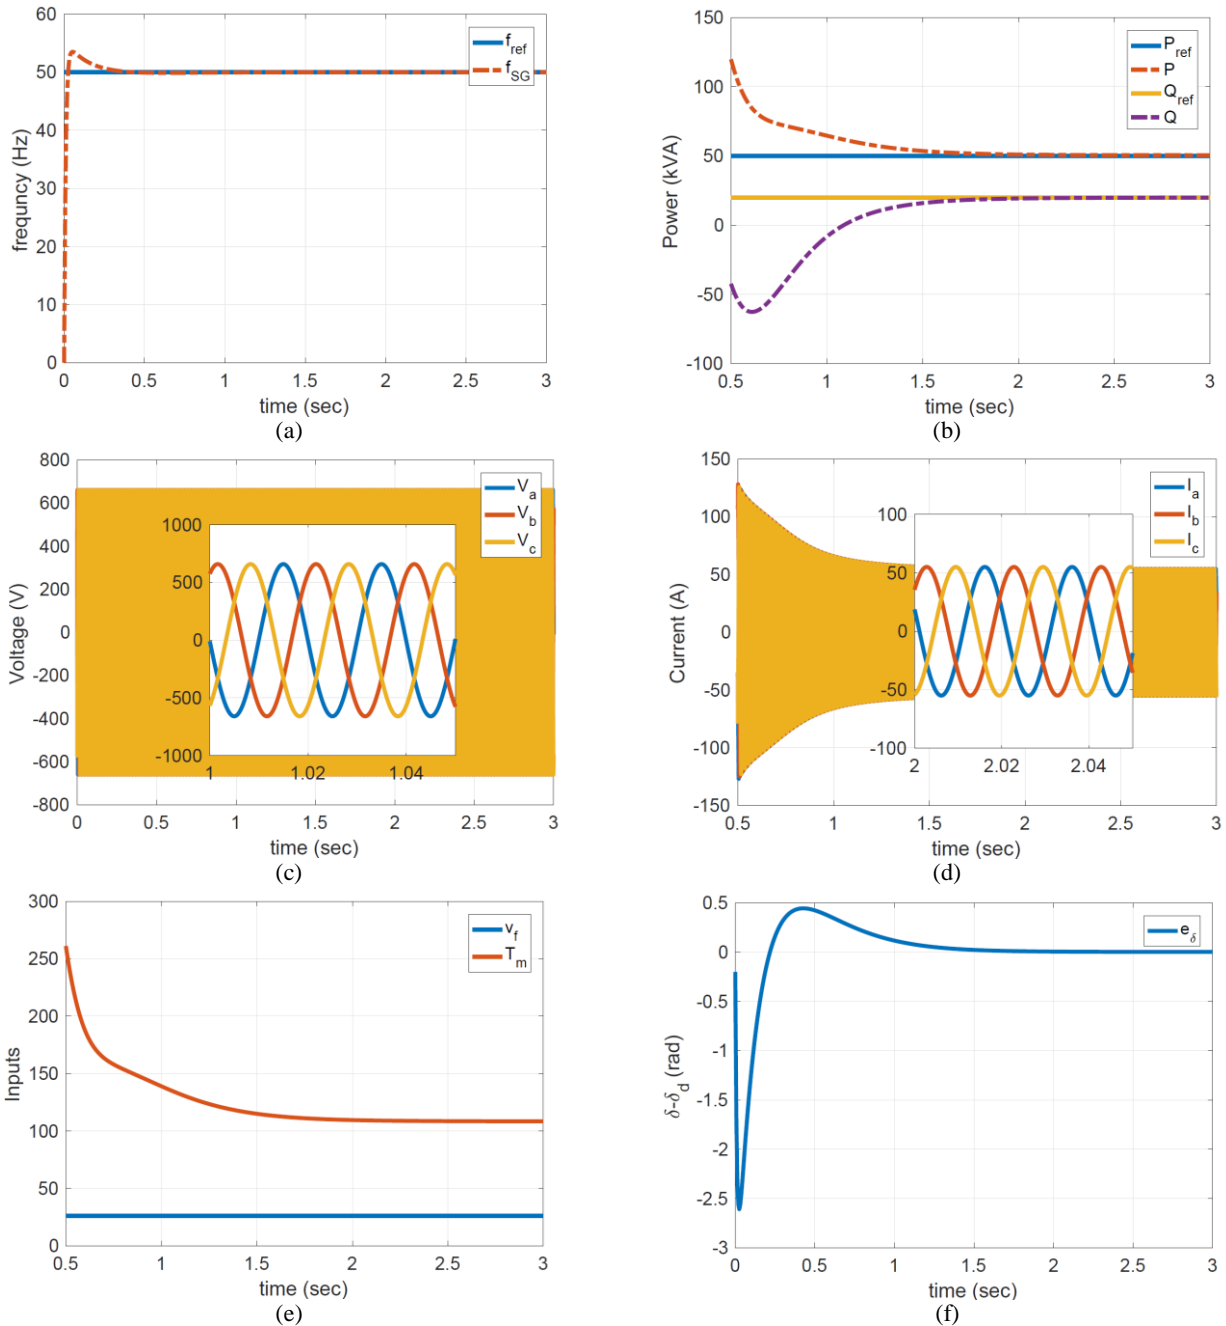 60
50
40
30
20
10
0
frequncy (Hz)
f_ref
f_SG
0 0.5 1 1.5 2 2.5 3
time (sec)
(a)
150
100
50
0
-50
-100
Power (kVA)
P_ref
P
Q_ref
Q
0.5 1 1.5 2 2.5 3
time (sec)
(b)
800
600
400
200
0
-200
-400
-600
-800
Voltage (V)
V_a
V_b
V_c
1000
500
0
-500
-1000
1 1.02 1.04
0 0.5 1 1.5 2 2.5 3
time (sec)
(c)
150
100
50
0
-50
-100
-150
Current (A)
I_a
I_b
I_c
100
50
0
-50
-100
2 2.02 2.04
0.5 1 1.5 2 2.5 3
time (sec)
(d)
300
250
200
150
100
50
0
Inputs
v_f
T_m
0.5 1 1.5 2 2.5 3
time (sec)
(e)
0.5
0
-0.5
-1
-1.5
-2
-2.5
-3
δ-δ_d (rad)
e_δ
0 0.5 1 1.5 2 2.5 3
time (sec)
(f)